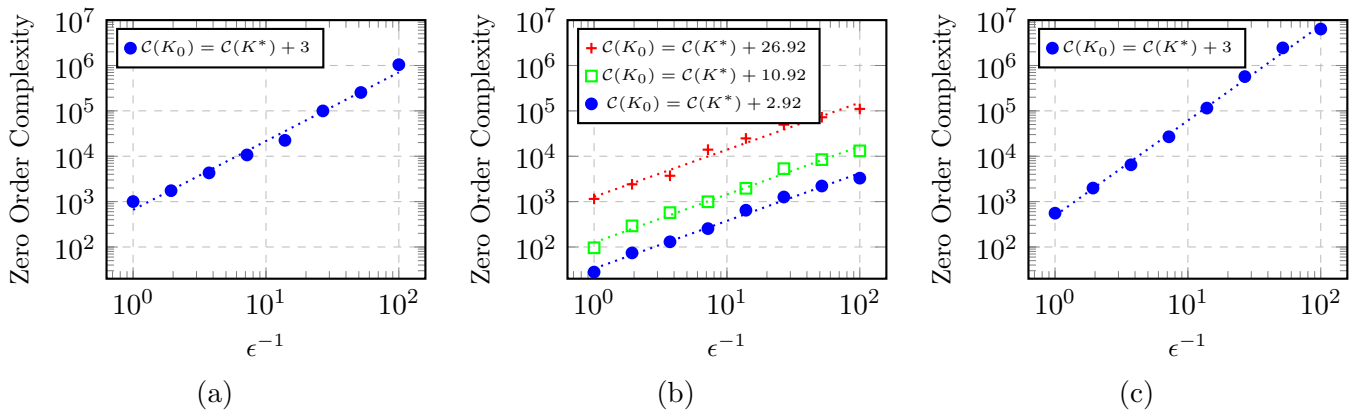 Zero Order Complexity
10^7
10^6
10^5
10^4
10^3
10^2
𝒞(K_0) = 𝒞(K*) + 3
10^0 10^1 10^2
ϵ^{-1}
(a)
Zero Order Complexity
10^7
10^6
10^5
10^4
10^3
10^2
𝒞(K_0) = 𝒞(K*) + 26.92
𝒞(K_0) = 𝒞(K*) + 10.92
𝒞(K_0) = 𝒞(K*) + 2.92
10^0 10^1 10^2
ϵ^{-1}
(b)
Zero Order Complexity
10^7
10^6
10^5
10^4
10^3
10^2
𝒞(K_0) = 𝒞(K*) + 3
10^0 10^1 10^2
ϵ^{-1}
(c)